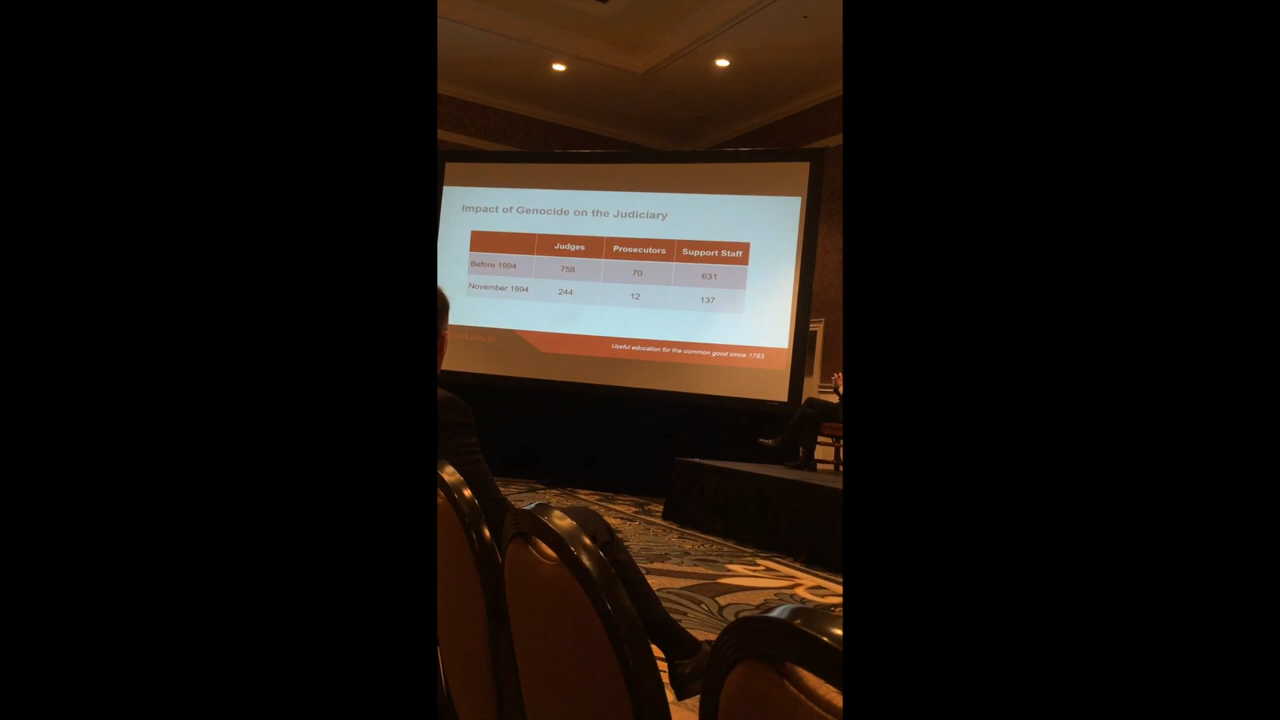 Impact of Genocide on the Judiciary
Judges Prosecutors Support Staff
Before 1994 758 70 631
November 1994 244 12 137
Useful education for the common good since 1783